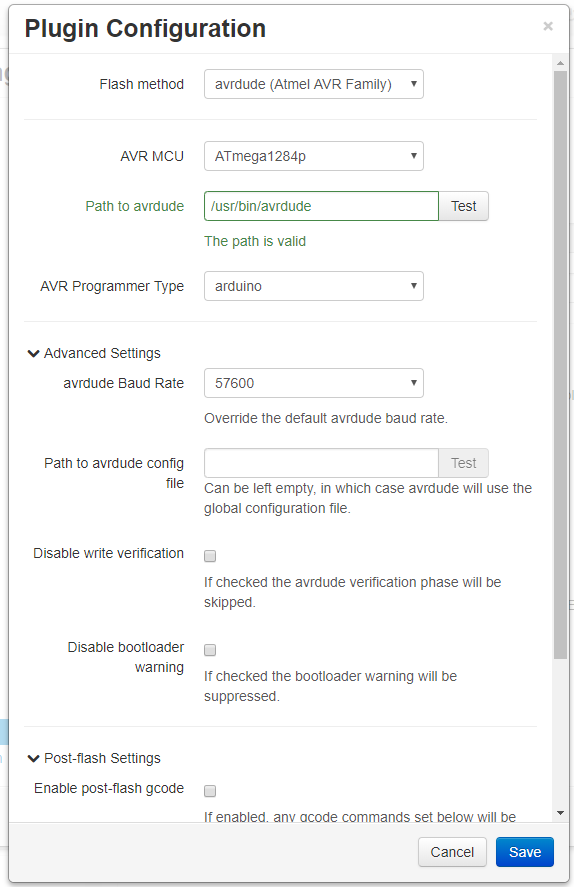 Plugin Configuration ×
Flash method avrdude (Atmel AVR Family)
AVR MCU ATmega1284p
Path to avrdude /usr/bin/avrdude Test
The path is valid
AVR Programmer Type arduino
Advanced Settings
avrdude Baud Rate 57600
Override the default avrdude baud rate.
Path to avrdude config
file
Test
Can be left empty, in which case avrdude will use the
global configuration file.
Disable write verification
If checked the avrdude verification phase will be
skipped.
Disable bootloader
warning
If checked the bootloader warning will be
suppressed.
Post-flash Settings
Enable post-flash gcode
If enabled, any gcode commands set below will be
Cancel Save